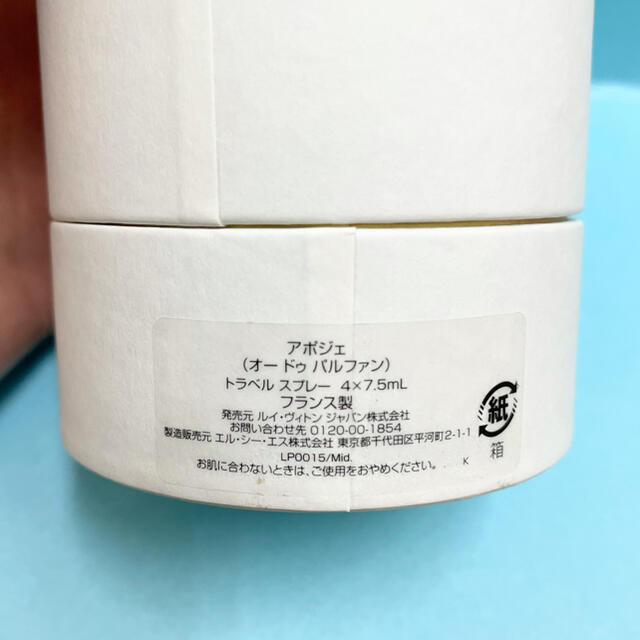 アポジェ
(オー ドゥ パルファン)
トラベル スプレー 4×7.5mL
フランス製
発売元 ルイ・ヴィトン ジャパン株式会社
お問い合わせ先 0120-00-1854
製造販売元 エル・シー・エス株式会社 東京都千代田区平河町2-1-1
LP0015/Mid.
お肌に合わないときは、ご使用をおやめください。
K
紙
箱